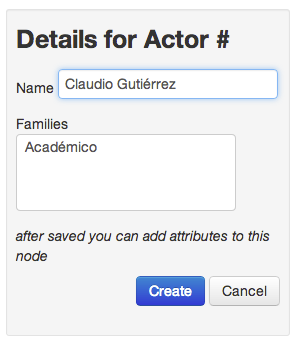 Details for Actor #
Name Claudio Gutiérrez
Families
Académico
after saved you can add attributes to this
node
Create Cancel